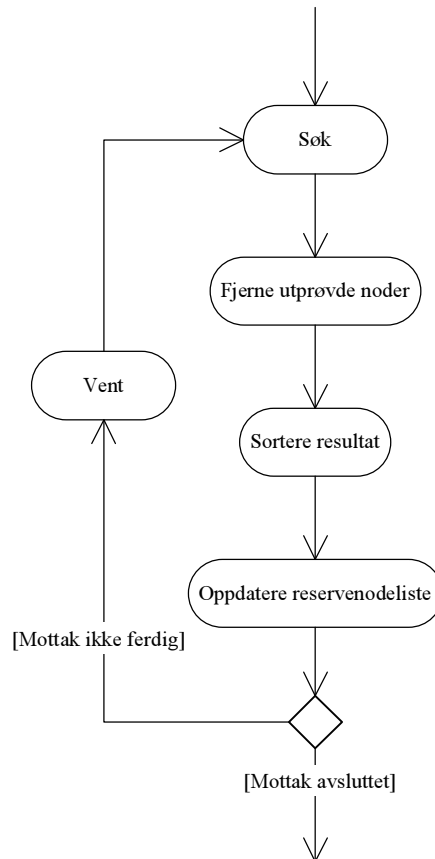 Søk
Fjerne utprøvde noder
Vent
Sortere resultat
Oppdatere reservenodeliste
[Mottak ikke ferdig]
[Mottak avsluttet]